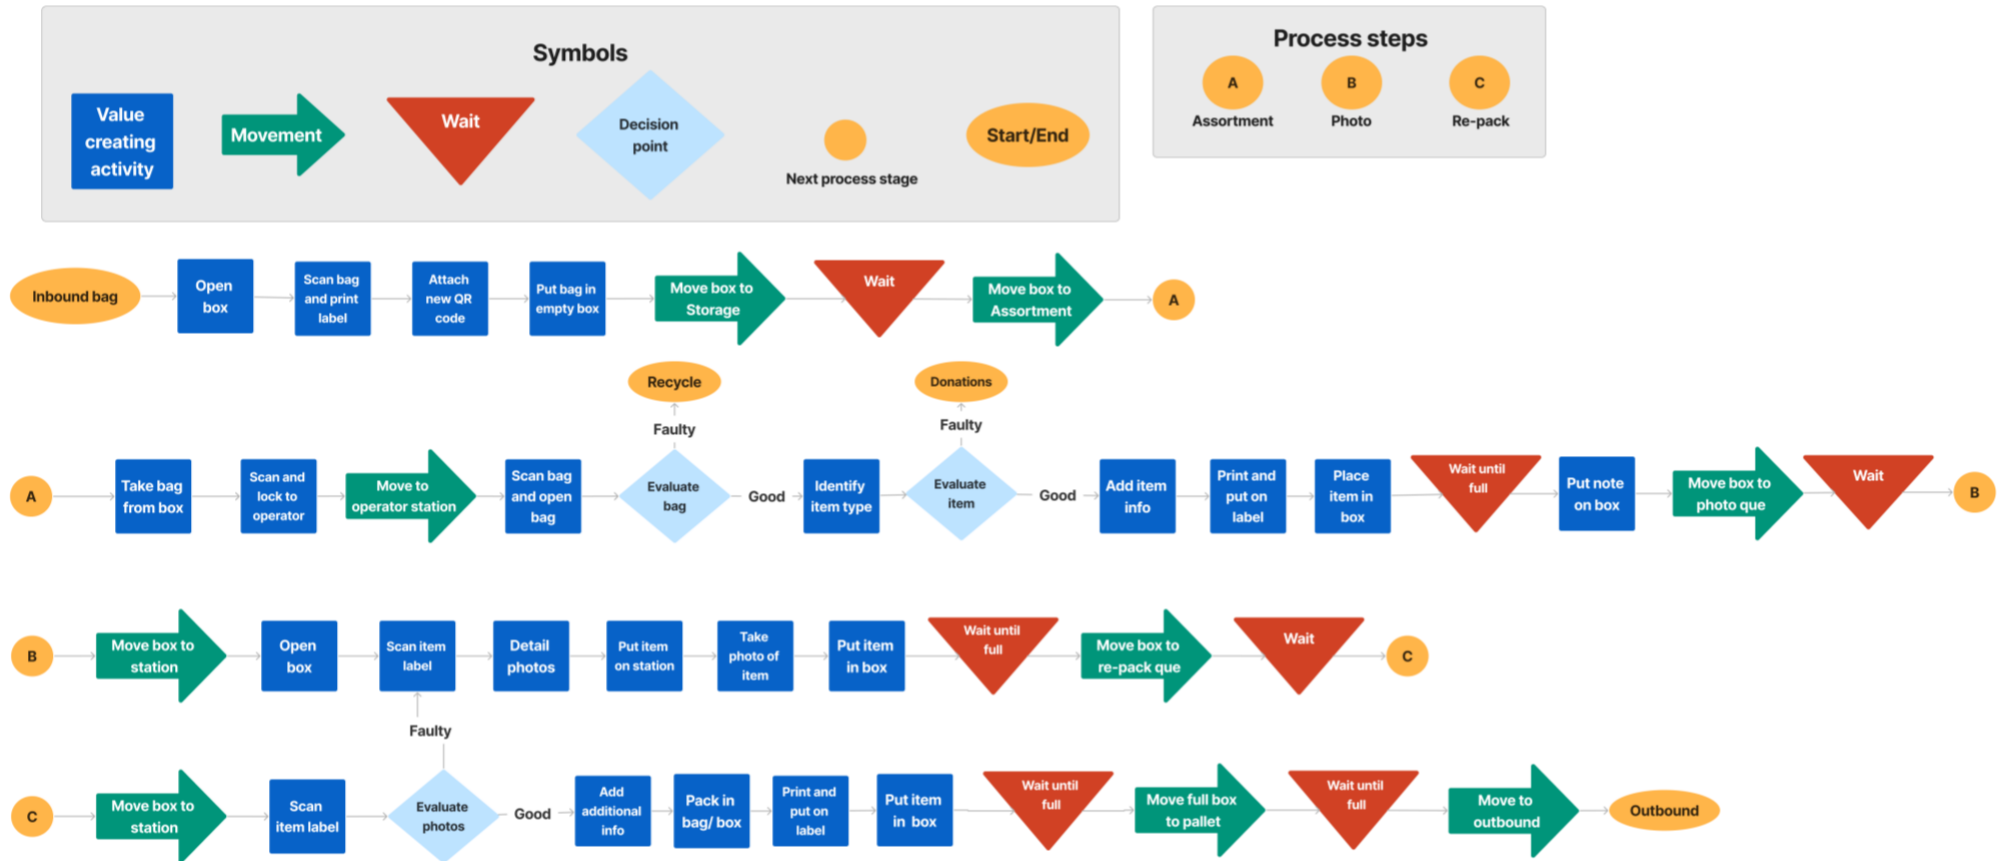 Symbols
Value
creating
activity
Movement
Wait
Decision
point
Next process stage
Start/End
Process steps
A
B
C
Assortment
Photo
Re-pack
Inbound bag
Open
box
Scan bag
and print
label
Attach
new QR
code
Put bag in
empty box
Move box to
Storage
Wait
Move box to
Assortment
A
Recycle
Faulty
Donations
Faulty
A
Take bag
from box
Scan and
lock to
operator
Move to
operator station
Scan bag
and open
bag
Evaluate
bag
Good
Identify
item type
Evaluate
item
Good
Add item
info
Print and
put on
label
Place
item in
box
Wait until
full
Put note
on box
Move box to
photo que
Wait
B
B
Move box to
station
Open
box
Scan item
label
Detail
photos
Put item
on station
Take
photo of
item
Put item
in box
Wait until
full
Move box to
re-pack que
Wait
C
Faulty
C
Move box to
station
Scan
item label
Evaluate
photos
Good
Add
additional
info
Pack in
bag/ box
Print and
put on
label
Put item
in box
Wait until
full
Move full box
to pallet
Wait until
full
Move to
outbound
Outbound